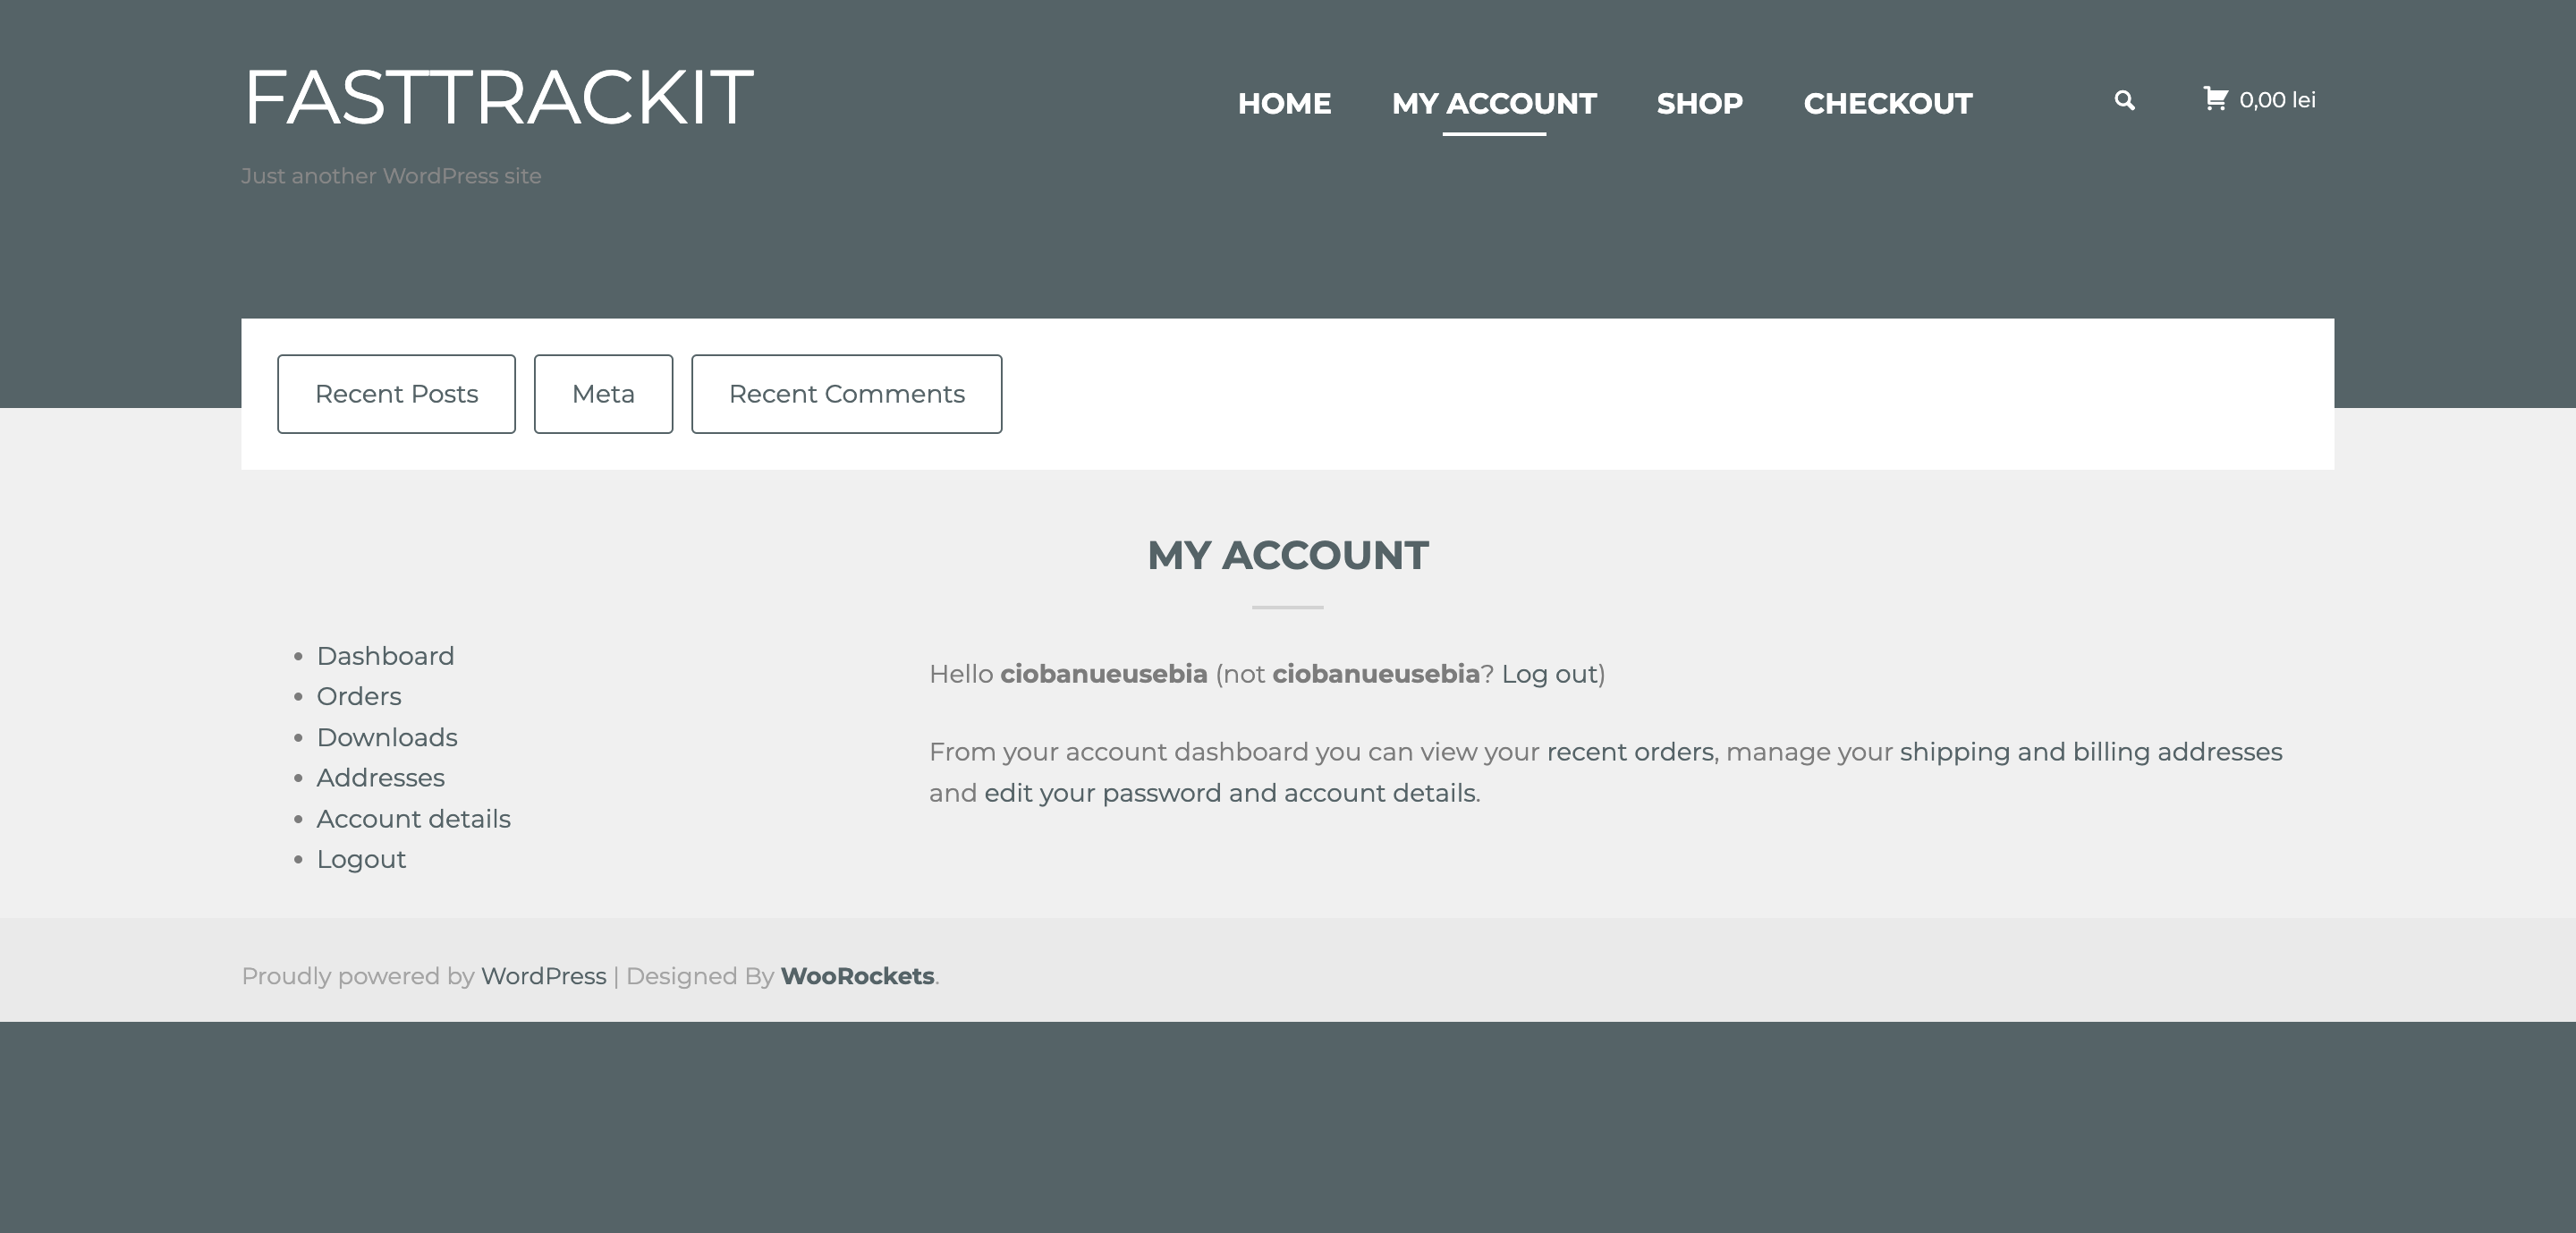 FASTTRACKIT
HOME MY ACCOUNT SHOP CHECKOUT 0,00 lei
Just another WordPress site
Recent Posts Meta Recent Comments
MY ACCOUNT
Dashboard
Orders
Downloads
Addresses
Account details
Logout
Hello ciobanueusebia (not ciobanueusebia? Log out)
From your account dashboard you can view your recent orders, manage your shipping and billing addresses
and edit your password and account details.
Proudly powered by WordPress | Designed By WooRockets.